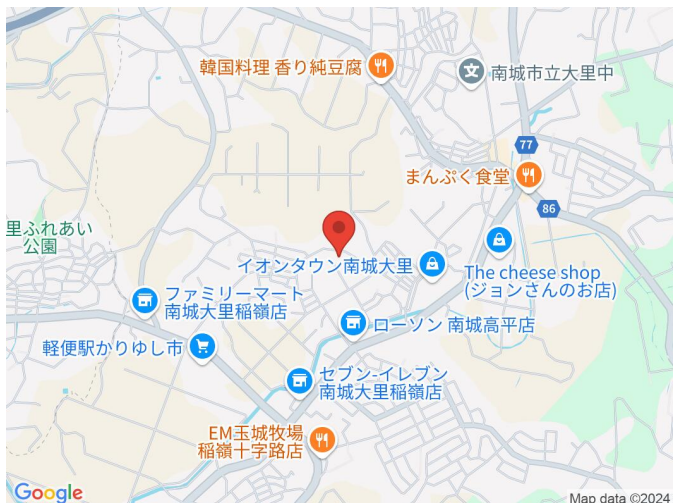 韓国料理 香り純豆腐
南城市立大里中
77
まんぷく食堂
86
里ふれあい
公園
イオンタウン南城大里
The cheese shop
(ジョンさんのお店)
ファミリーマート
南城大里稲嶺店
ローソン 南城高平店
軽便駅かりゆし市
セブン-イレブン
南城大里稲嶺店
EM玉城牧場
稲嶺十字路店
Google
Map data ©2024